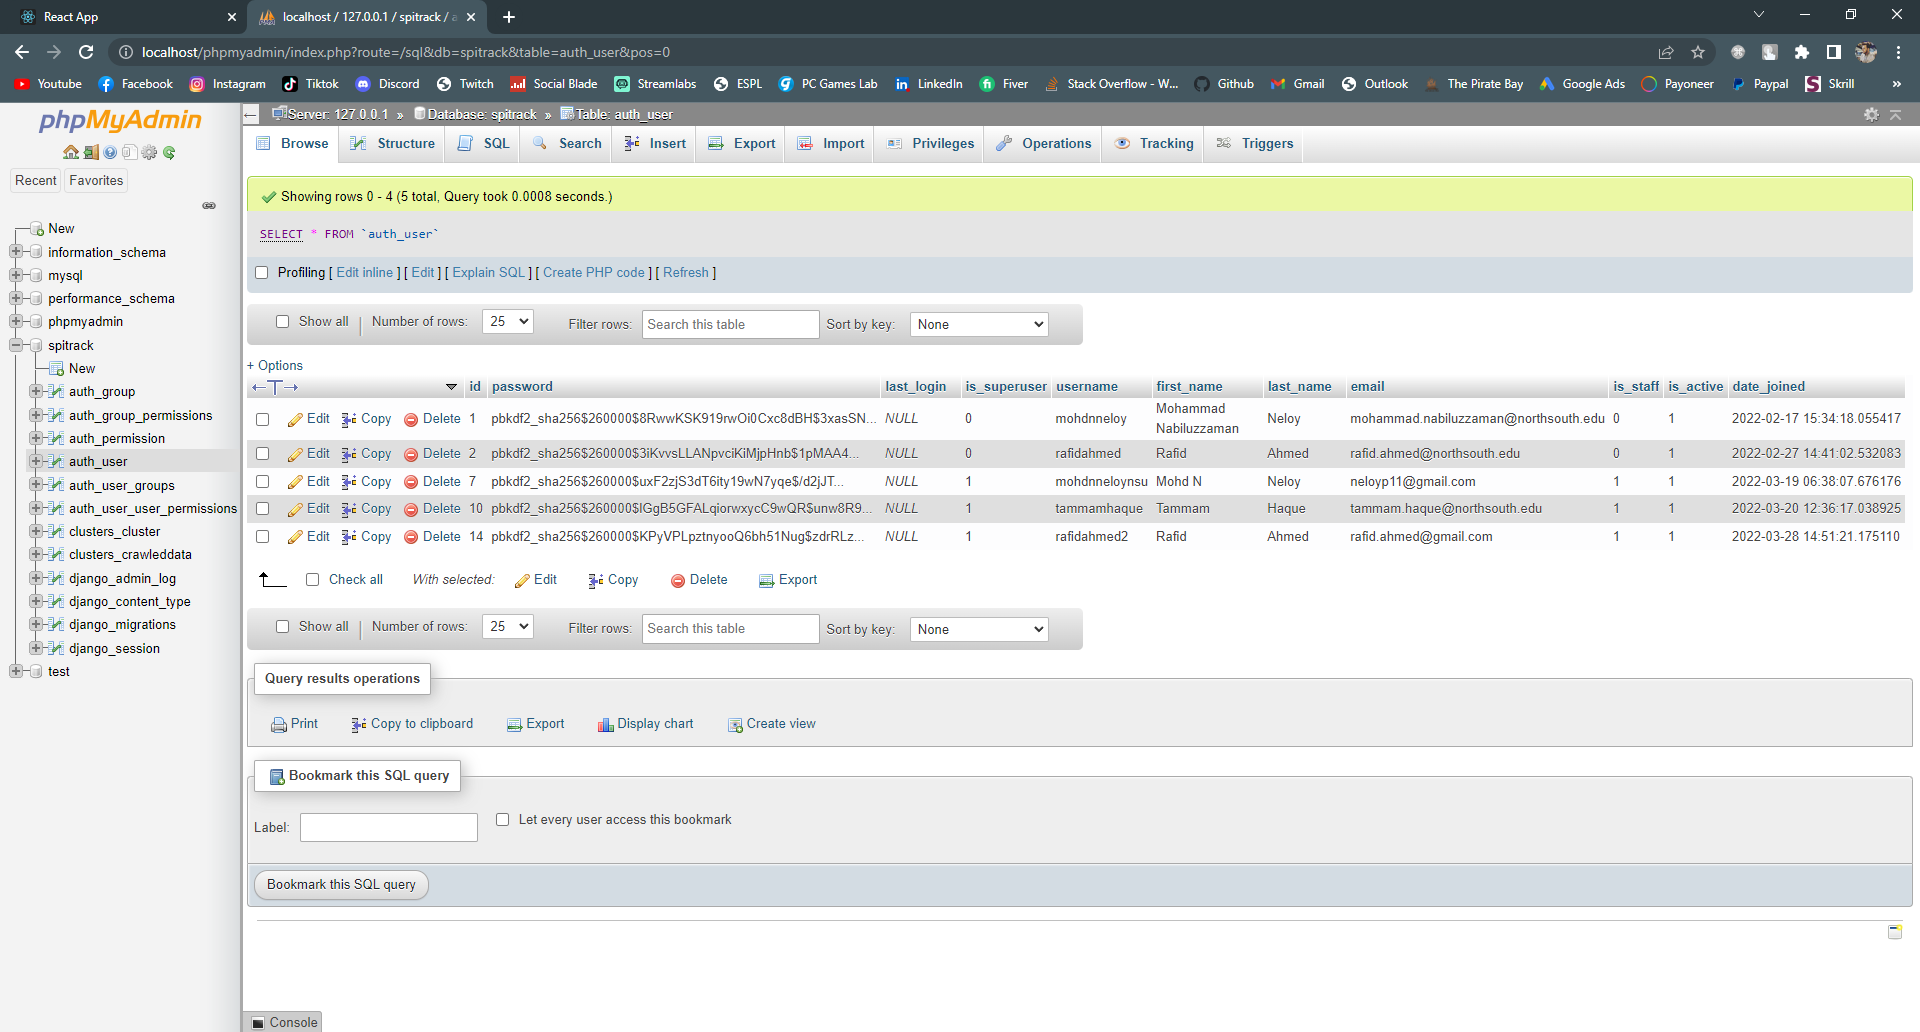 React App
localhost / 127.0.0.1 / spitrack / a
localhost/phpmyadmin/index.php?route=/sql&db=spitrack&table=auth_user&pos=0
Youtube Facebook Instagram Tiktok Discord Twitch Social Blade Streamlabs ESPL PC Games Lab LinkedIn Fiver Stack Overflow - W... Github Gmail Outlook The Pirate Bay Google Ads Payoneer Paypal Skrill »
phpMyAdmin
Recent Favorites
New
information_schema
mysql
performance_schema
phpmyadmin
spitrack
New
auth_group
auth_group_permissions
auth_permission
auth_user
auth_user_groups
auth_user_user_permissions
clusters_cluster
clusters_crawleddata
django_admin_log
django_content_type
django_migrations
django_session
test
Server: 127.0.0.1 » Database: spitrack » Table: auth_user
Browse Structure SQL Search Insert Export Import Privileges Operations Tracking Triggers
Showing rows 0 - 4 (5 total, Query took 0.0008 seconds.)
SELECT * FROM `auth_user`
Profiling [ Edit inline ] [ Edit ] [ Explain SQL ] [ Create PHP code ] [ Refresh ]
Show all Number of rows: 25 Filter rows: Search this table Sort by key: None
+ Options
id password last_login is_superuser username first_name last_name email is_staff is_active date_joined
Edit Copy Delete 1 pbkdf2_sha256$260000$8RwwKSK919rwOi0Cxc8dBH$3xasSN... NULL 0 mohdnneloy Mohammad Nabiluzzaman Neloy mohammad.nabiluzzaman@northsouth.edu 0 1 2022-02-17 15:34:18.055417
Edit Copy Delete 2 pbkdf2_sha256$260000$3iKvvsLLANpvciKiMjpHnb$1pMAA4... NULL 0 rafidahmed Rafid Ahmed rafid.ahmed@northsouth.edu 0 1 2022-02-27 14:41:02.532083
Edit Copy Delete 7 pbkdf2_sha256$260000$uxF2zjS3dT6ity19wN7yqe$/d2jJT... NULL 1 mohdnneloynsu Mohd N Neloy neloyp11@gmail.com 1 1 2022-03-19 06:38:07.676176
Edit Copy Delete 10 pbkdf2_sha256$260000$lGgB5GFALqiorwxycC9wQR$unw8R9... NULL 1 tammamhaque Tammam Haque tammam.haque@northsouth.edu 1 1 2022-03-20 12:36:17.038925
Edit Copy Delete 14 pbkdf2_sha256$260000$KPyVPLpztnyooQ6bh51Nug$zdrRLz... NULL 1 rafidahmed2 Rafid Ahmed rafid.ahmed@gmail.com 1 1 2022-03-28 14:51:21.175110
Check all With selected: Edit Copy Delete Export
Show all Number of rows: 25 Filter rows: Search this table Sort by key: None
Query results operations
Print Copy to clipboard Export Display chart Create view
Bookmark this SQL query
Label: Let every user access this bookmark
Bookmark this SQL query
Console